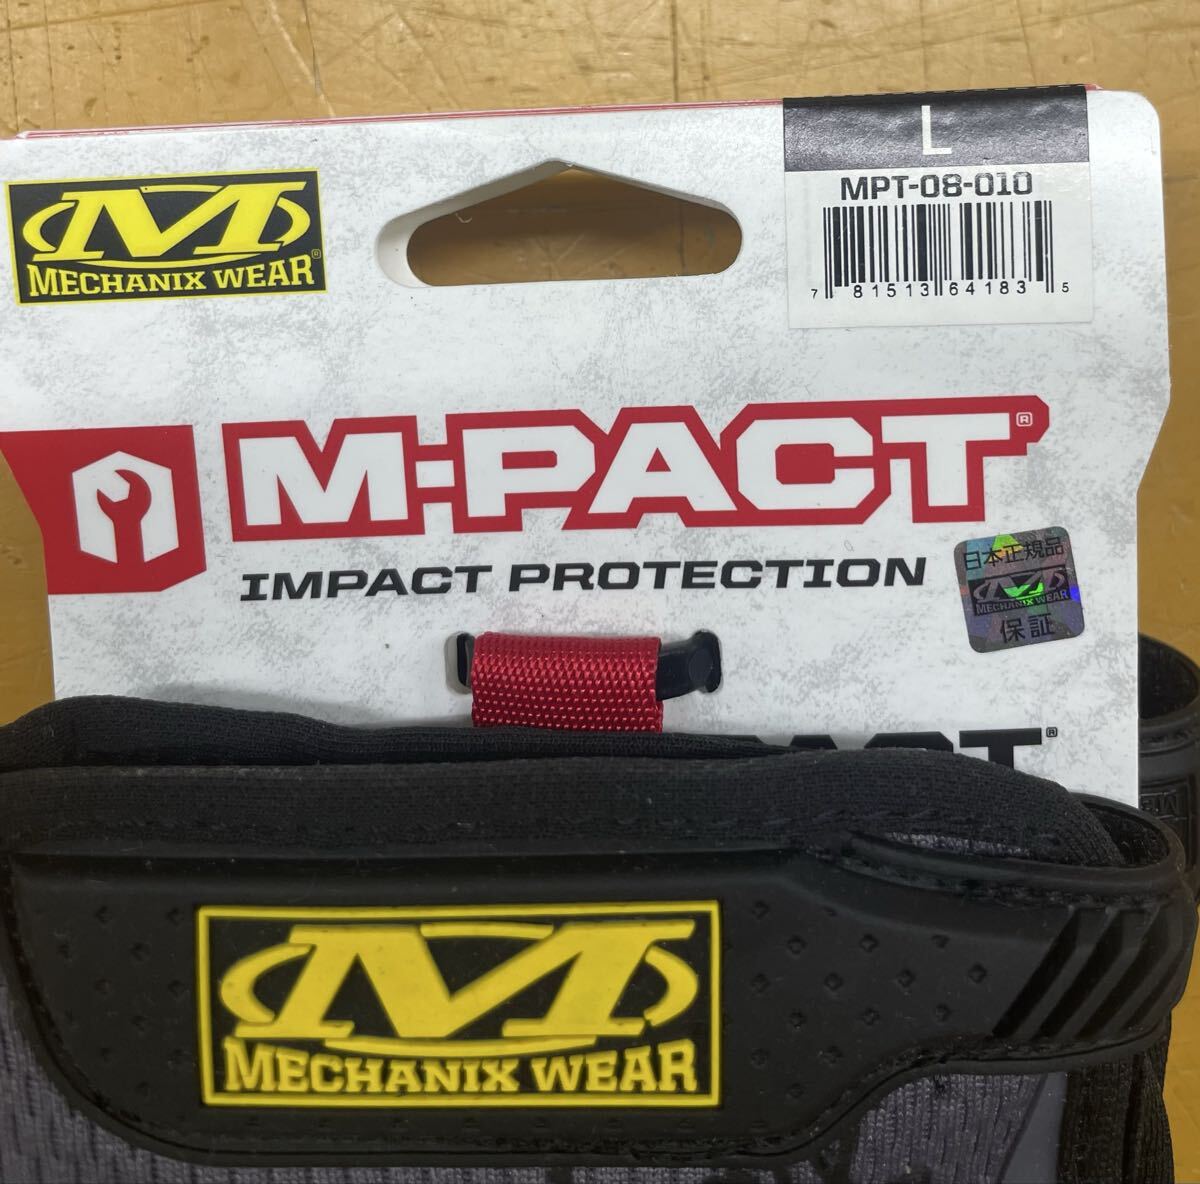 L
MPT-08-010
7 81513 64183 5
MECHANIX WEAR®
M-PACT®
IMPACT PROTECTION
日本正規品
MECHANIX WEAR
保証
MECHANIX WEAR